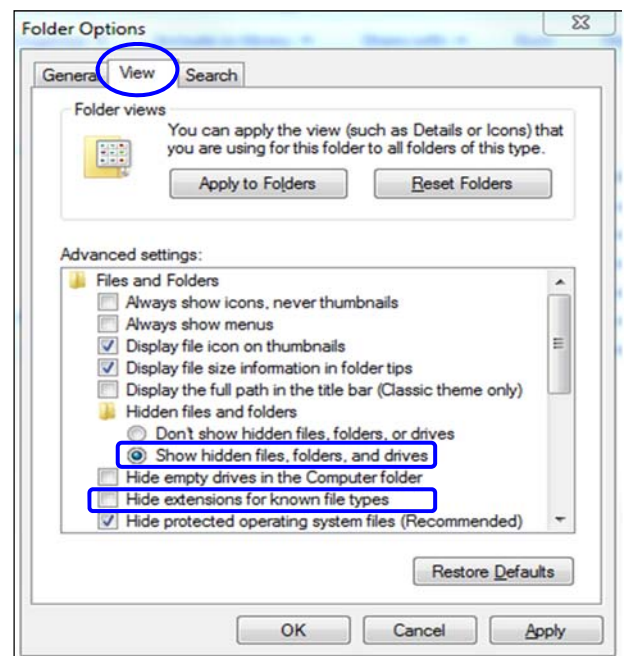 Folder Options
General
View
Search
Folder views
You can apply the view (such as Details or Icons) that
you are using for this folder to all folders of this type.
Apply to Folders
Reset Folders
Advanced settings:
Files and Folders
Always show icons, never thumbnails
Always show menus
Display file icon on thumbnails
Display file size information in folder tips
Display the full path in the title bar (Classic theme only)
Hidden files and folders
Don't show hidden files, folders, or drives
Show hidden files, folders, and drives
Hide empty drives in the Computer folder
Hide extensions for known file types
Hide protected operating system files (Recommended)
Restore Defaults
OK
Cancel
Apply